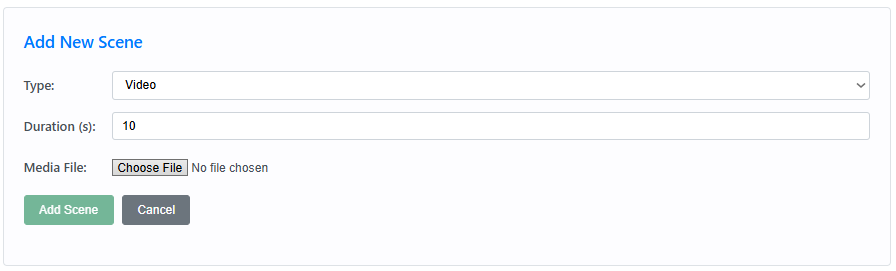 Add New Scene
Type: Video
Duration (s): 10
Media File: Choose File No file chosen
Add Scene Cancel